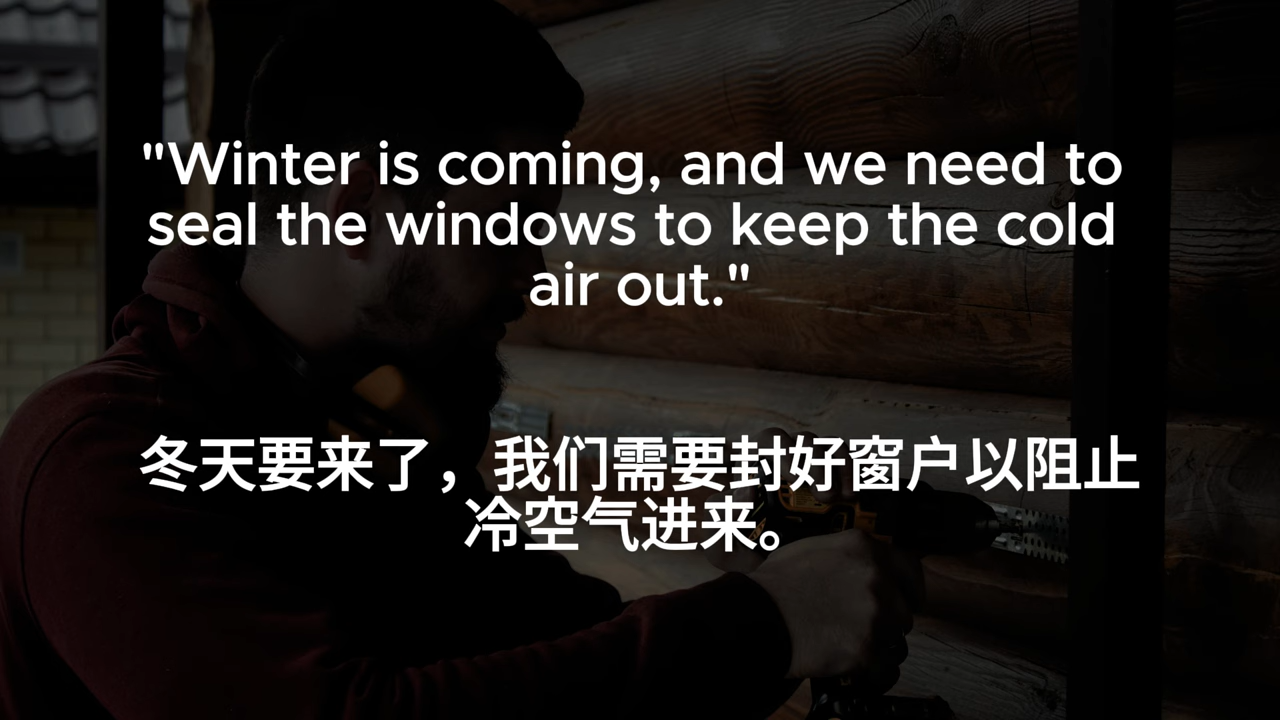 "Winter is coming, and we need to
seal the windows to keep the cold
air out."
冬天要来了，我们需要封好窗户以阻止
冷空气进来。